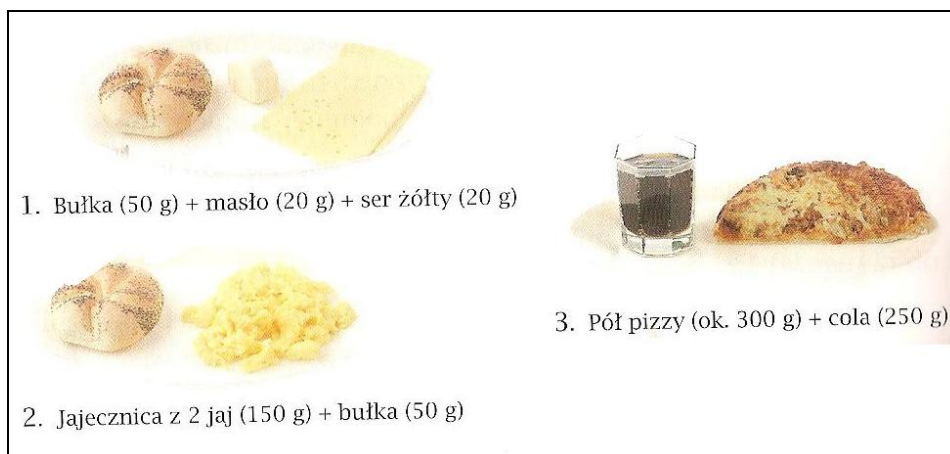 1. Bułka (50 g) + masło (20 g) + ser żółty (20 g)
2. Jajecznica z 2 jaj (150 g) + bułka (50 g)
3. Pół pizzy (ok. 300 g) + cola (250 g)